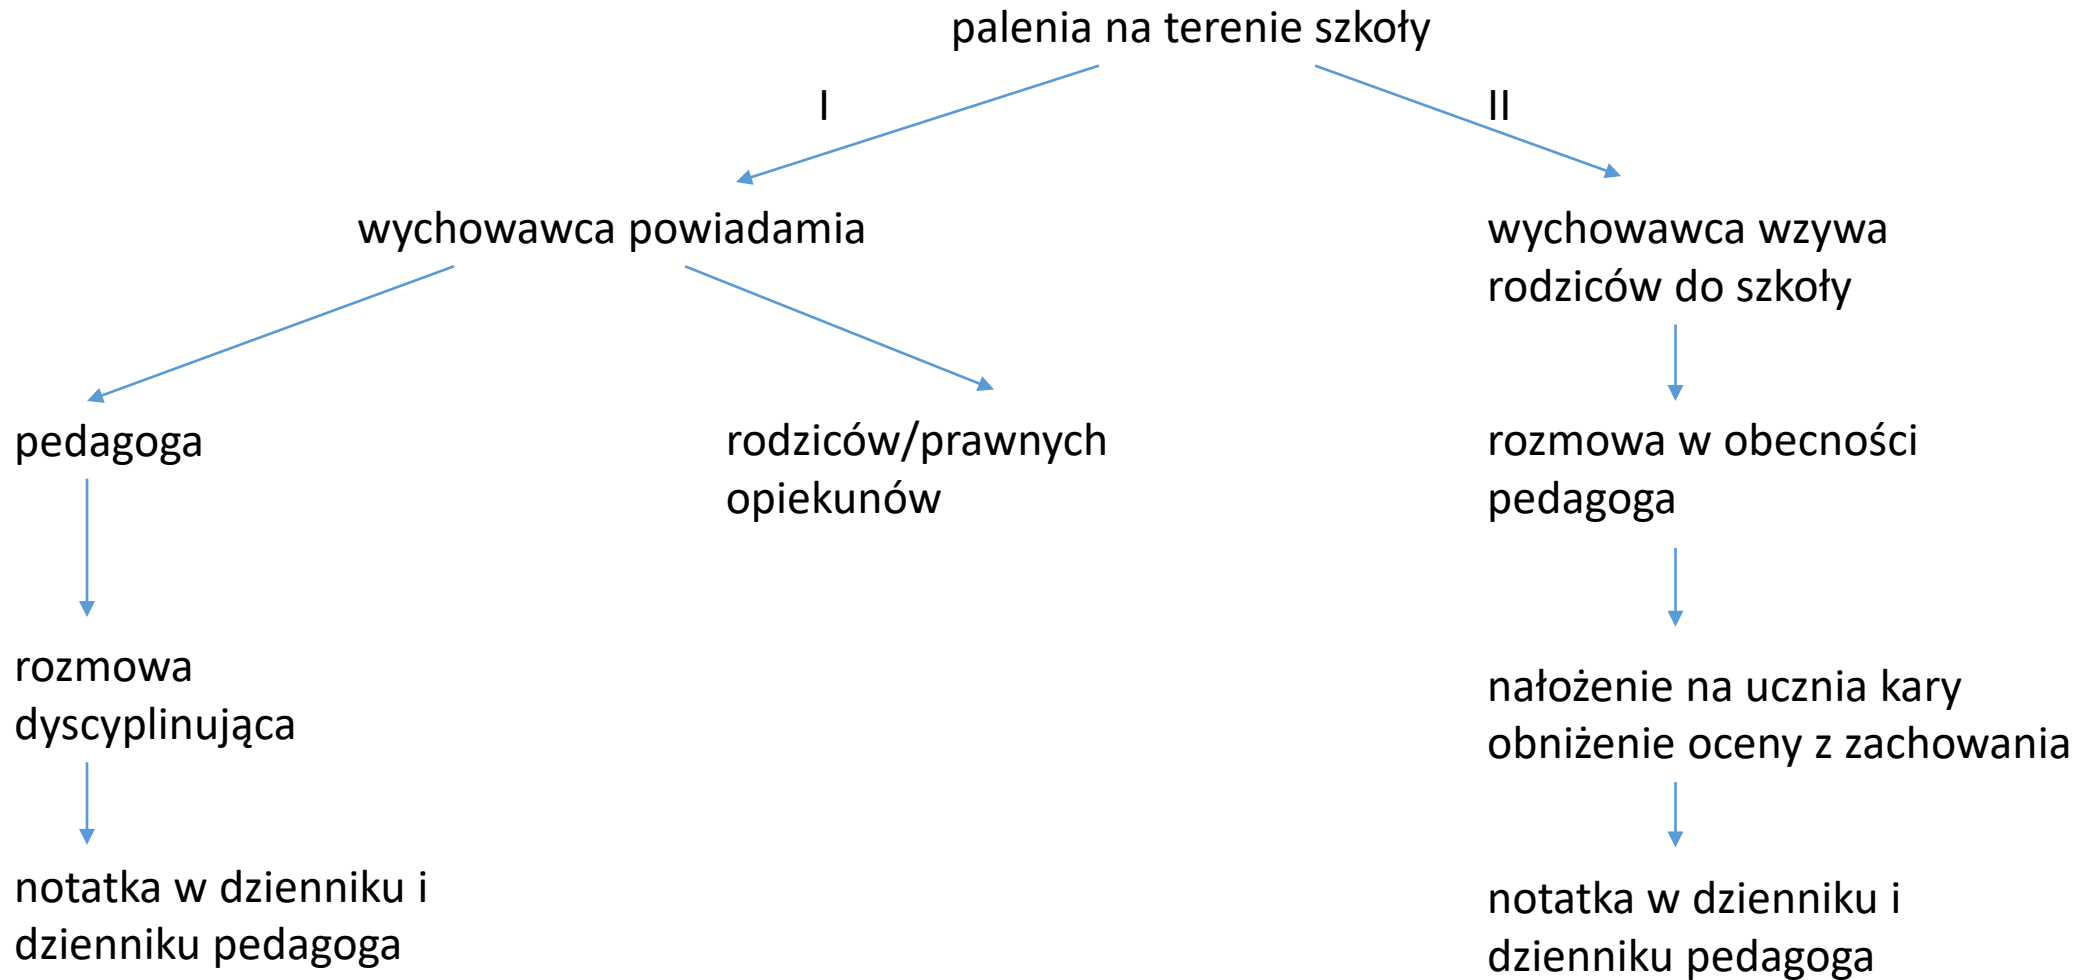 palenia na terenie szkoły
I
II
wychowawca powiadamia
wychowawca wzywa
rodziców do szkoły
pedagoga
rodziców/prawnych
opiekunów
rozmowa w obecności
pedagoga
rozmowa
dyscyplinująca
nałożenie na ucznia kary
obniżenie oceny z zachowania
notatka w dzienniku i
dzienniku pedagoga
notatka w dzienniku i
dzienniku pedagoga